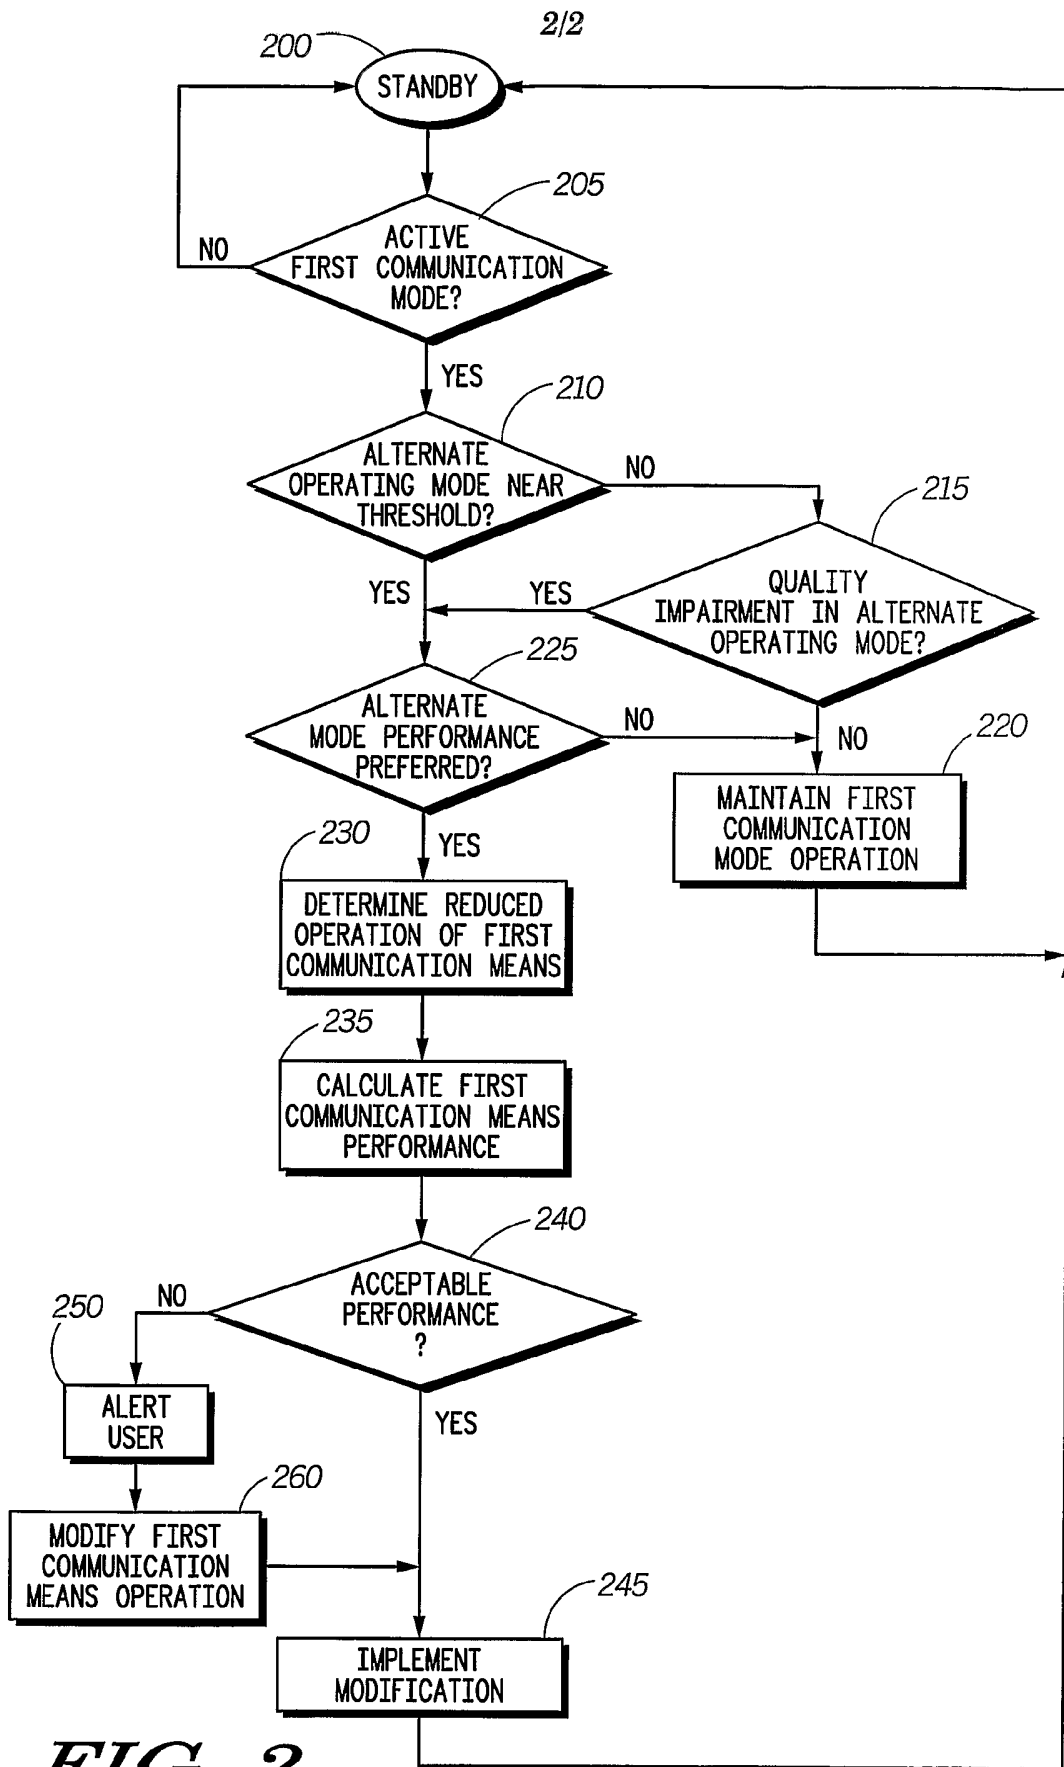 2/2
200
STANDBY
205
ACTIVE
FIRST COMMUNICATION
MODE?
NO
YES
210
ALTERNATE
OPERATING MODE NEAR
THRESHOLD?
NO
215
QUALITY
IMPAIRMENT IN ALTERNATE
OPERATING MODE?
YES
YES
225
ALTERNATE
MODE PERFORMANCE
PREFERRED?
NO
NO
220
MAINTAIN FIRST
COMMUNICATION
MODE OPERATION
YES
230
DETERMINE REDUCED
OPERATION OF FIRST
COMMUNICATION MEANS
235
CALCULATE FIRST
COMMUNICATION MEANS
PERFORMANCE
240
ACCEPTABLE
PERFORMANCE
?
NO
250
ALERT
USER
YES
260
MODIFY FIRST
COMMUNICATION
MEANS OPERATION
245
IMPLEMENT
MODIFICATION
FIG.